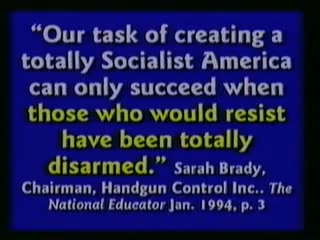 “Our task of creating a
totally Socialist America
can only succeed when
those who would resist
have been totally
disarmed.” Sarah Brady,
Chairman, Handgun Control Inc.. The
National Educator Jan. 1994, p. 3